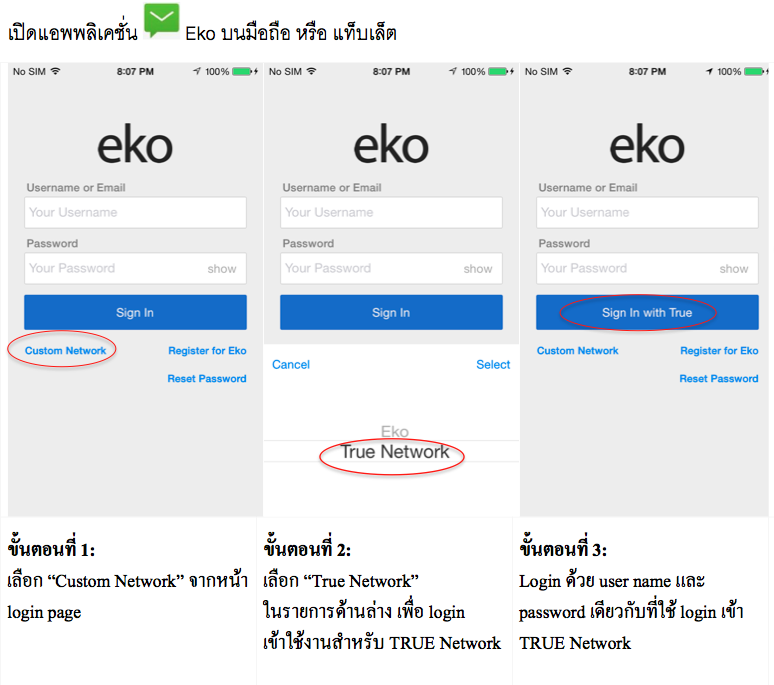 เปิดแอพพลิเคชั่น Eko บนมือถือ หรือ แท็บเล็ต
No SIM 8:07 PM 100%
eko
Username or Email
Your Username
Password
Your Password show
Sign In
Custom Network Register for Eko
Reset Password
No SIM 8:07 PM 100%
eko
Username or Email
Your Username
Password
Your Password show
Sign In
Cancel Select
Eko
True Network
No SIM 8:07 PM 100%
eko
Username or Email
Your Username
Password
Your Password show
Sign In with True
Custom Network Register for Eko
Reset Password
ขั้นตอนที่ 1:
เลือก “Custom Network” จากหน้า
login page
ขั้นตอนที่ 2:
เลือก “True Network”
ในรายการด้านล่าง เพื่อ login
เข้าใช้งานสำหรับ TRUE Network
ขั้นตอนที่ 3:
Login ด้วย user name และ
password เดียวกับที่ใช้ login เข้า
TRUE Network